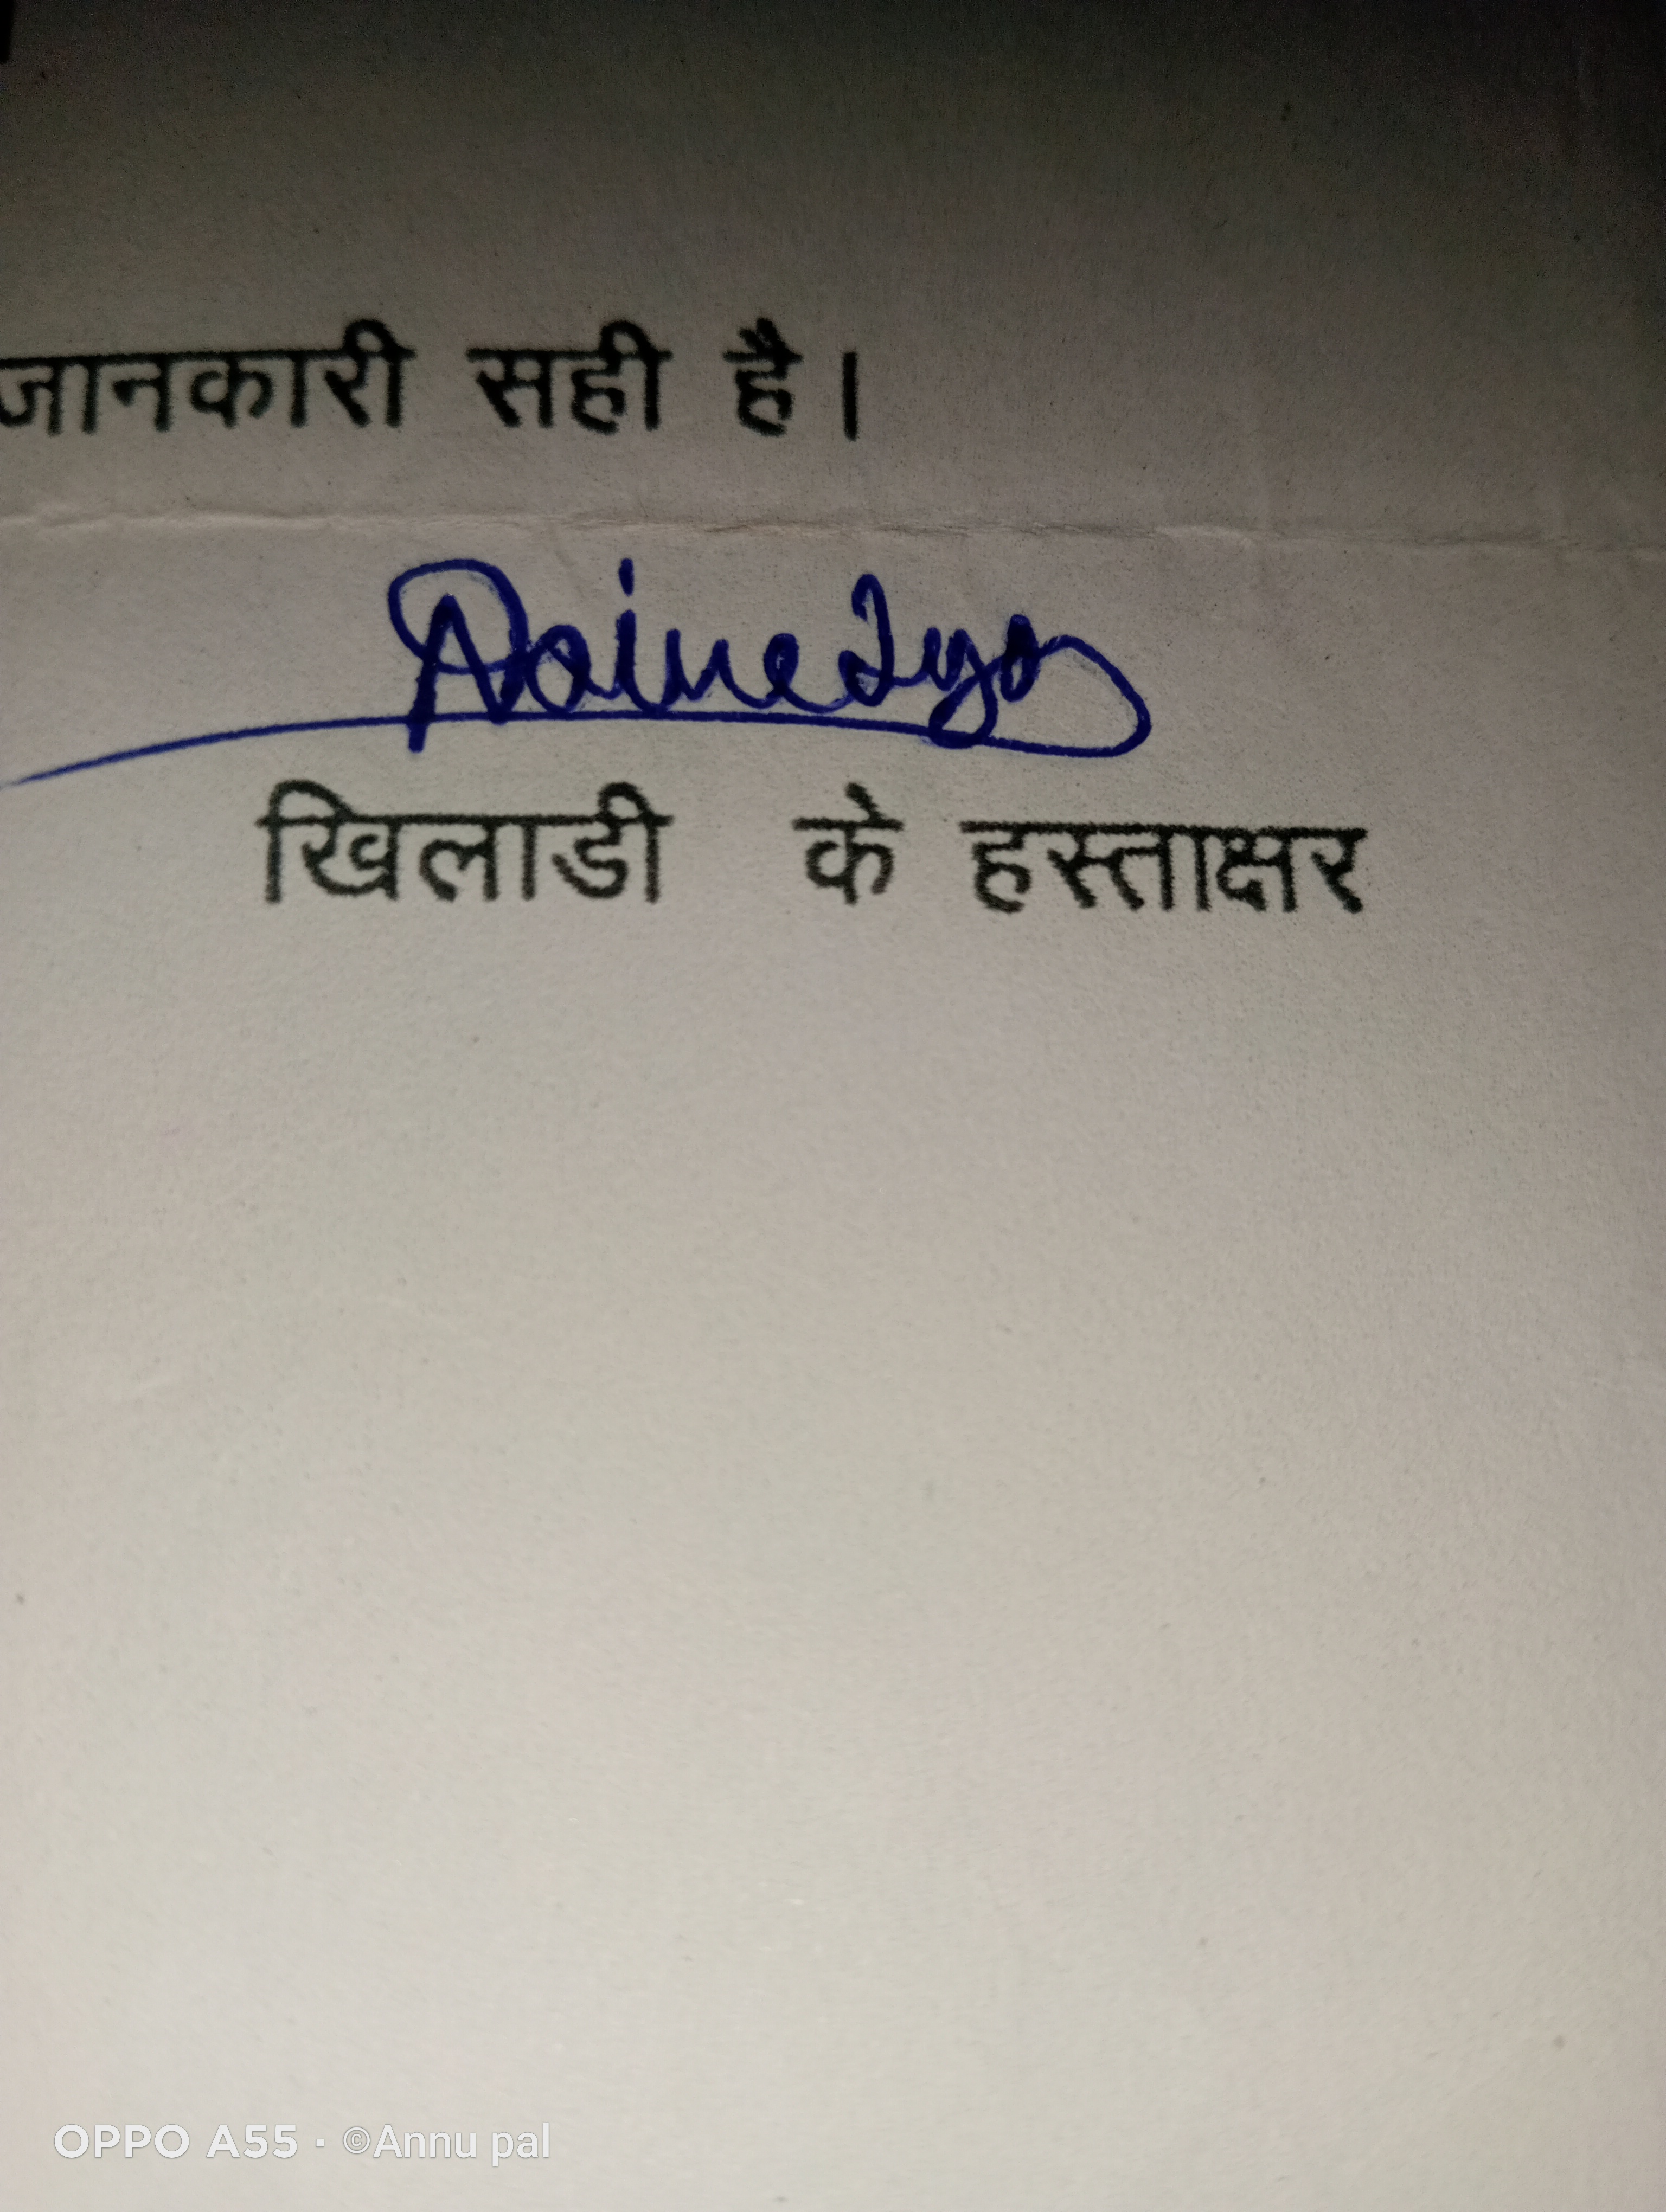 जानकारी सही है।
खिलाडी के हस्ताक्षर
OPPO A55 · ©Annu pal